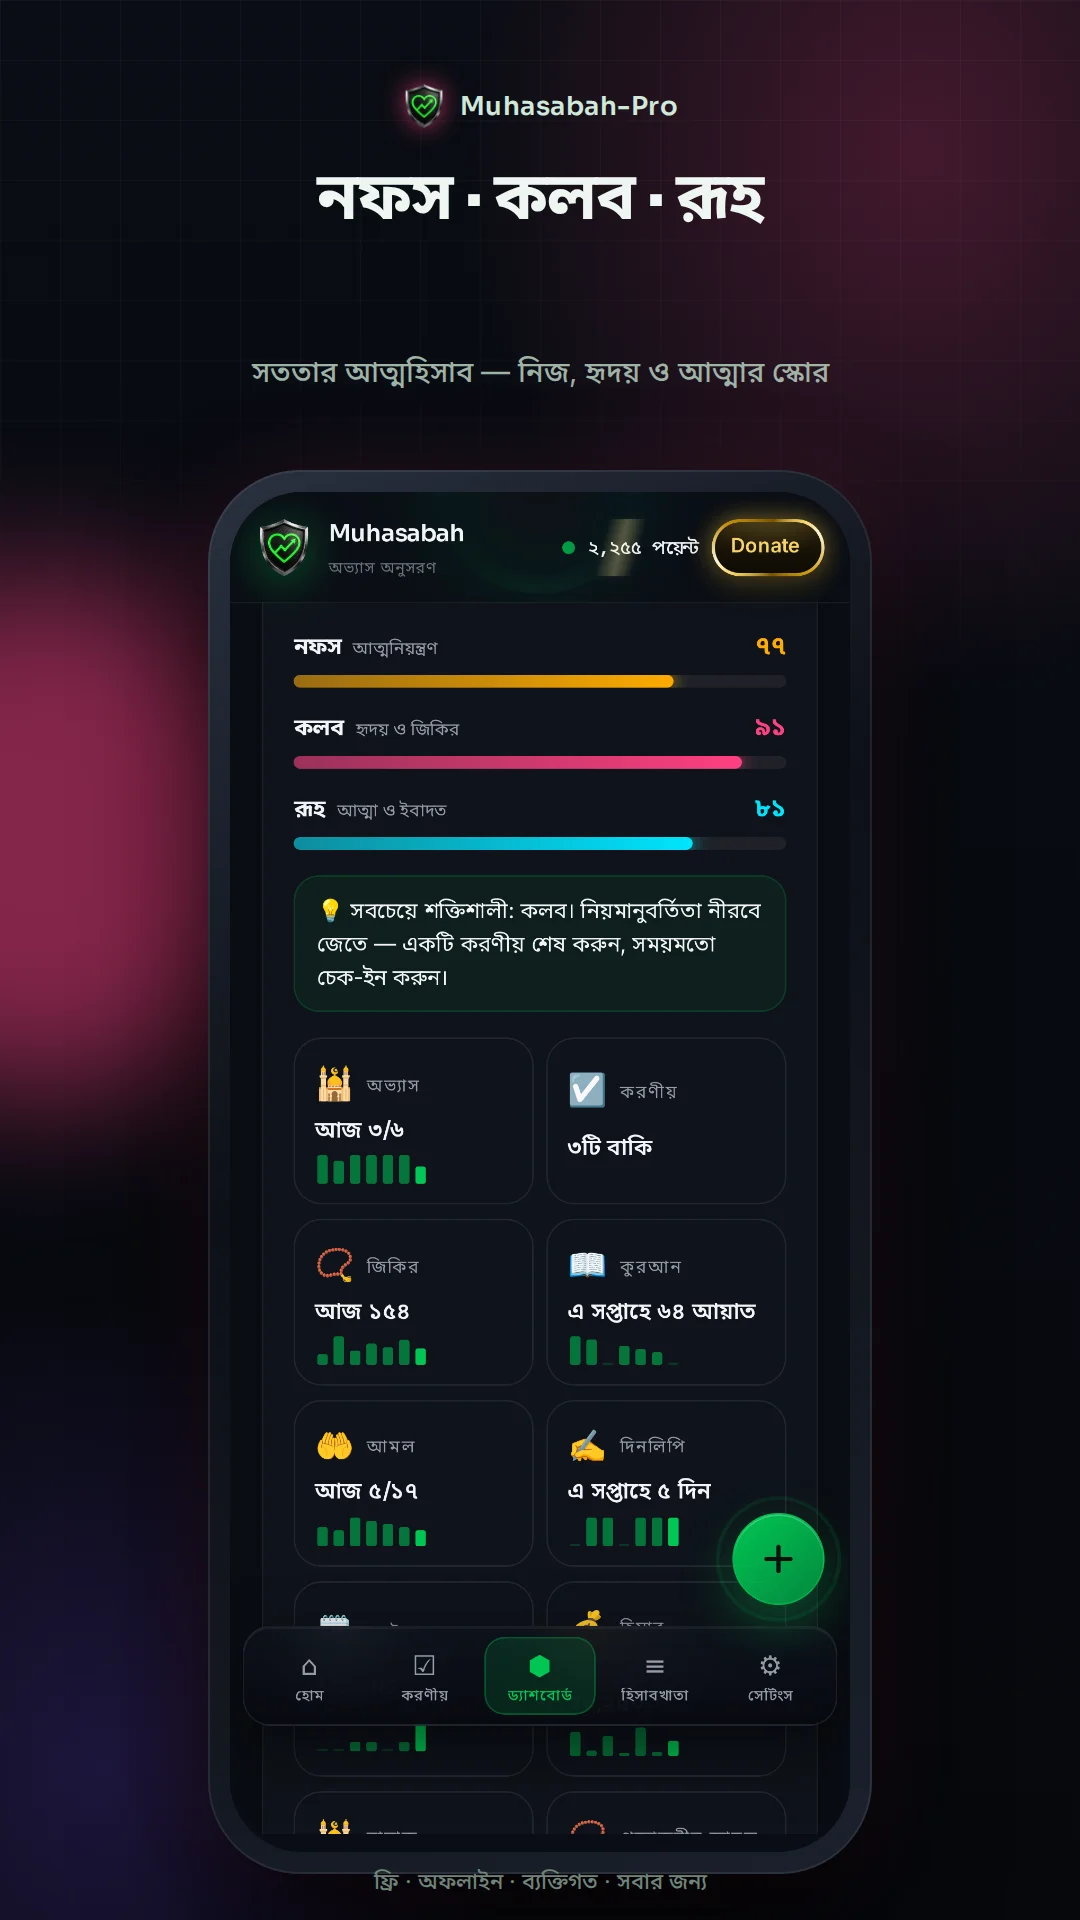 Muhasabah-Pro
নফস · কলব · রূহ
সততার আত্মহিসাব — নিজ, হৃদয় ও আত্মার স্কোর
Muhasabah
অভ্যাস অনুসরণ
২,২৫৫ পয়েন্ট
Donate
নফস আত্মনিয়ন্ত্রণ ৭৭
কলব হৃদয় ও জিকির ৯১
রূহ আত্মা ও ইবাদত ৮১
💡 সবচেয়ে শক্তিশালী: কলব। নিয়মানুবর্তিতা নীরবে
জেতে — একটি করণীয় শেষ করুন, সময়মতো
চেক-ইন করুন।
অভ্যাস
আজ ৩/৬
করণীয়
৩টি বাকি
জিকির
আজ ১৫৪
কুরআন
এ সপ্তাহে ৬৪ আয়াত
আমল
আজ ৫/১৭
দিনলিপি
এ সপ্তাহে ৫ দিন
হোম
করণীয়
ড্যাশবোর্ড
হিসাবখাতা
সেটিংস
ফ্রি · অফলাইন · ব্যক্তিগত · সবার জন্য